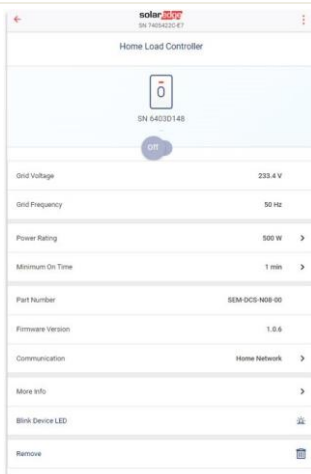 solaredge
SN 7405422C-E7
Home Load Controller
SN 6403D148
Off
Grid Voltage 233.4 V
Grid Frequency 50 Hz
Power Rating 500 W
Minimum On Time 1 min
Part Number SEM-DCS-N08-00
Firmware Version 1.0.6
Communication Home Network
More Info
Blink Device LED
Remove